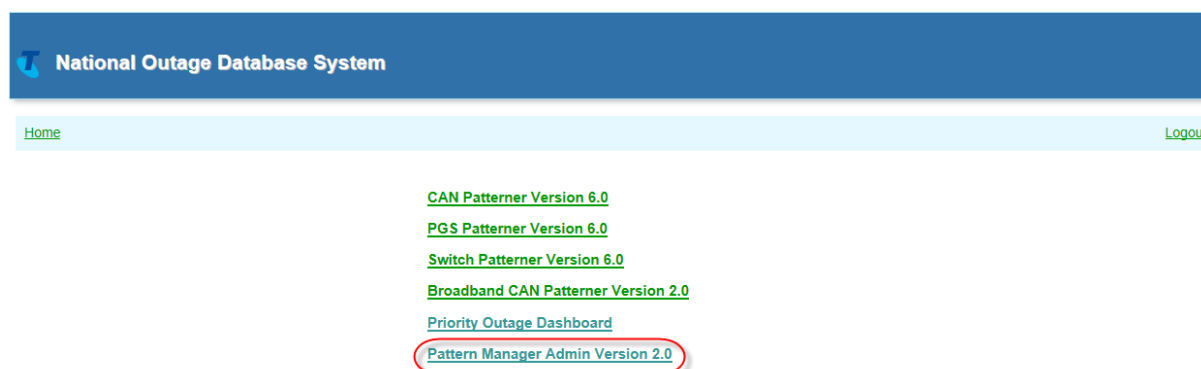 National Outage Database System
Home
Logou
CAN Patterner Version 6.0
PGS Patterner Version 6.0
Switch Patterner Version 6.0
Broadband CAN Patterner Version 2.0
Priority Outage Dashboard
Pattern Manager Admin Version 2.0